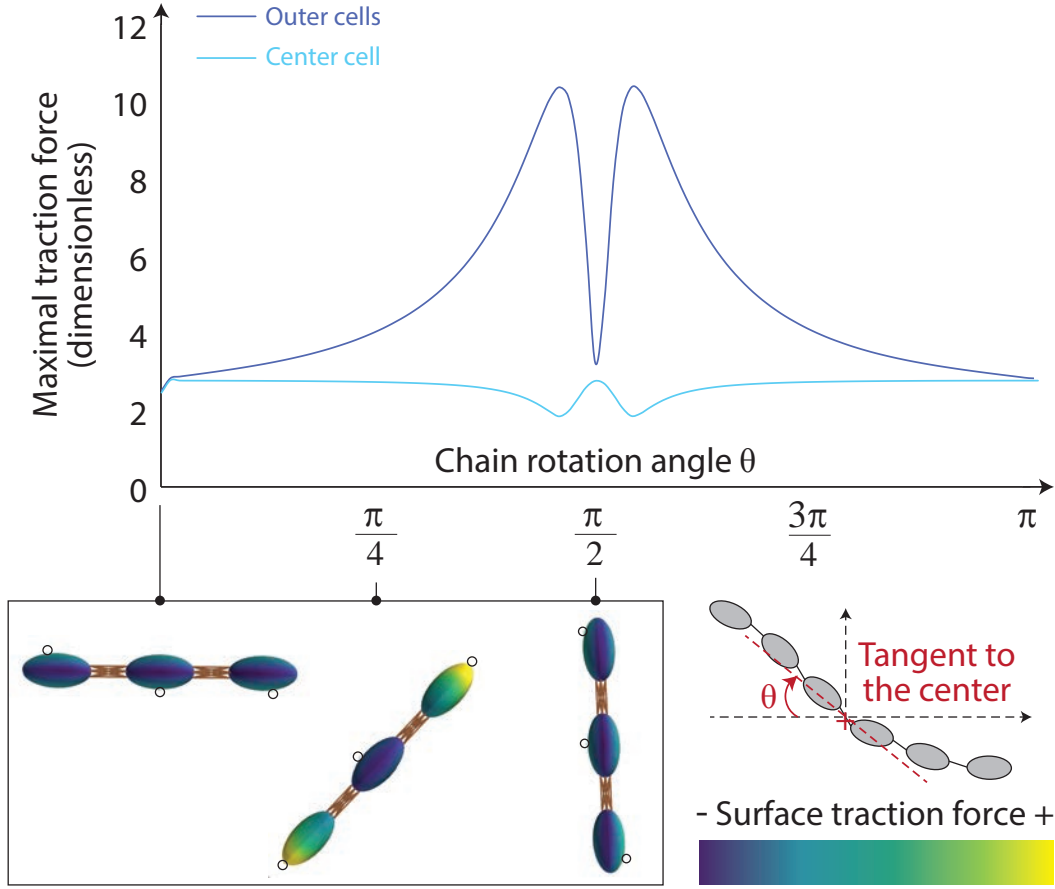 12
10
8
6
4
2
0
Maximal traction force
(dimensionless)
Outer cells
Center cell
Chain rotation angle θ
π
4
π
2
3π
4
π
θ
Tangent to
the center
- Surface traction force +